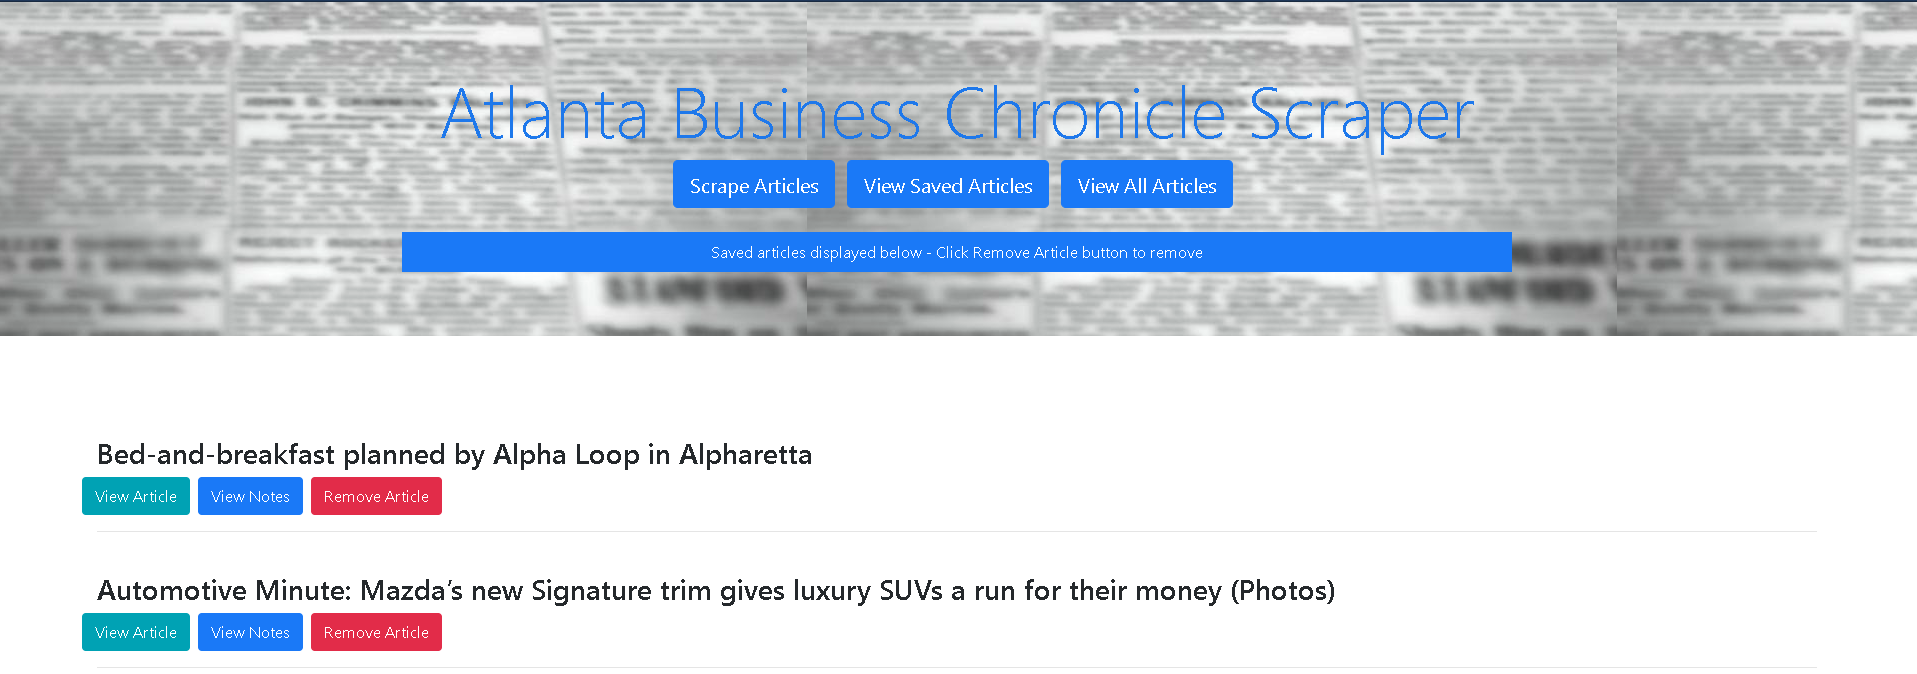 Atlanta Business Chronicle Scraper
Scrape Articles View Saved Articles View All Articles
Saved articles displayed below - Click Remove Article button to remove
Bed-and-breakfast planned by Alpha Loop in Alpharetta
View Article View Notes Remove Article
Automotive Minute: Mazda’s new Signature trim gives luxury SUVs a run for their money (Photos)
View Article View Notes Remove Article